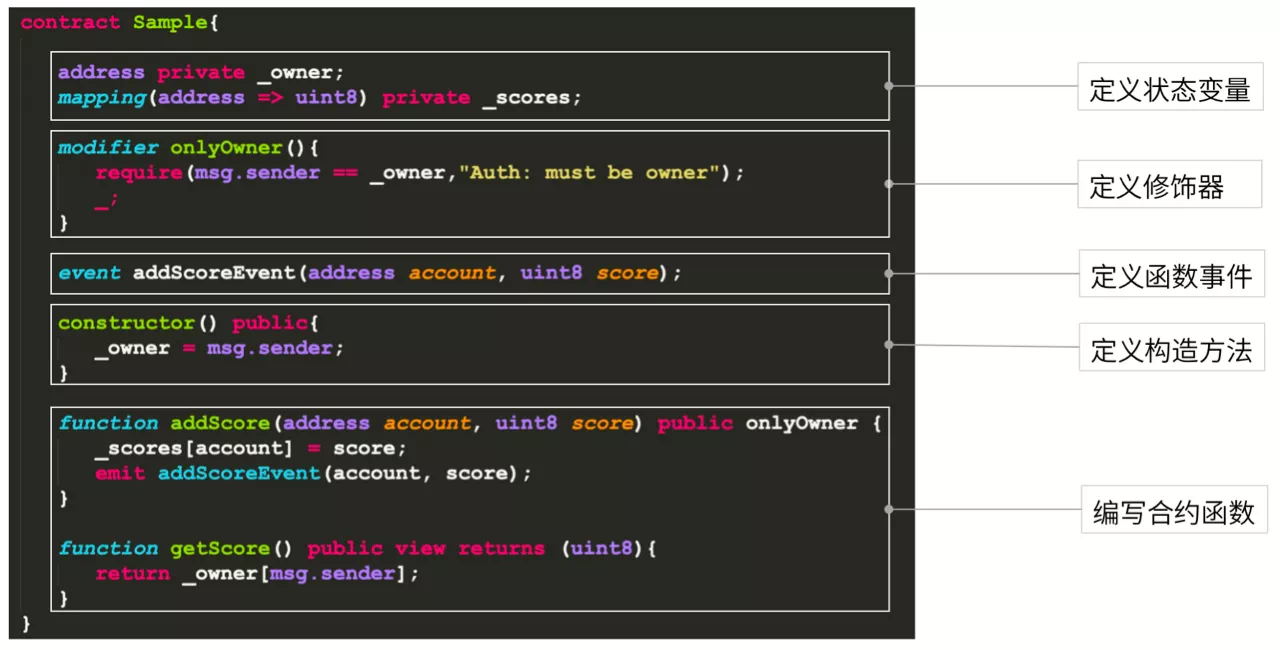 contract Sample{
address private _owner;
mapping(address => uint8) private _scores;
定义状态变量
modifier onlyOwner(){
require(msg.sender == _owner,"Auth: must be owner");
_;
}
定义修饰器
event addScoreEvent(address account, uint8 score);
定义函数事件
constructor() public{
_owner = msg.sender;
}
定义构造方法
function addScore(address account, uint8 score) public onlyOwner {
_scores[account] = score;
emit addScoreEvent(account, score);
}
function getScore() public view returns (uint8){
return _owner[msg.sender];
}
编写合约函数
}